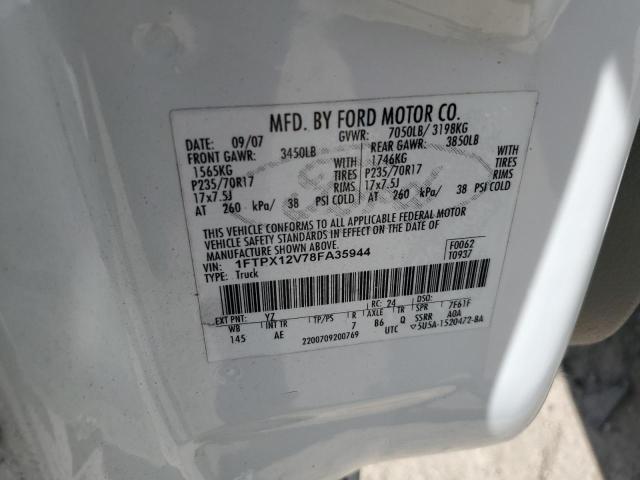 MFD. BY FORD MOTOR CO.
DATE: 09/07 GVWR: 7050LB/ 3198KG
FRONT GAWR: 3450LB REAR GAWR: 3850LB
1565KG WITH 1746KG WITH
P235/70R17 TIRES P235/70R17 TIRES
17x7.5J RIMS 17x7.5J RIMS
AT 260 kPa/ 38 PSI COLD AT 260 kPa/ 38 PSI COLD
THIS VEHICLE CONFORMS TO ALL APPLICABLE FEDERAL MOTOR
VEHICLE SAFETY STANDARDS IN EFFECT ON THE DATE OF
MANUFACTURE SHOWN ABOVE.
VIN: 1FTPX12V78FA35944 F0062
TYPE: Truck T0937
EXT PNT: YZ RC: 24 DSO:
WB INT TR TP/PS R AXLE TR SPR 7E61F
145 AE 7 B6 Q SSRR A0A
2200709200769 UTC 5U5A-1520472-BA